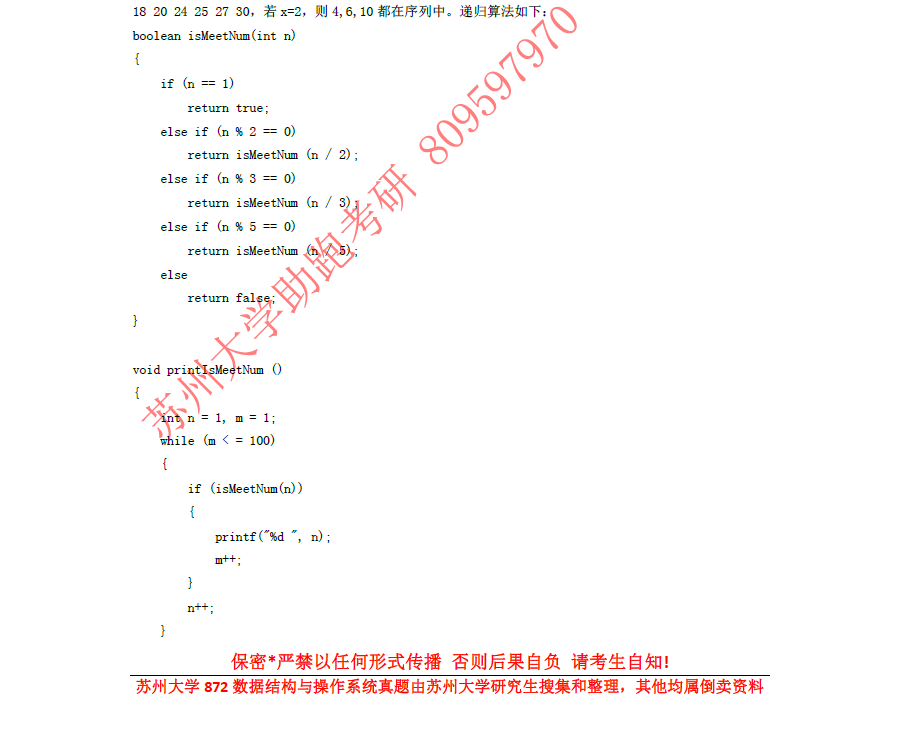 18 20 24 25 27 30，若 x=2，则 4,6,10 都在序列中。递归算法如下：
boolean isMeetNum(int n)
{
if (n == 1)
return true;
else if (n % 2 == 0)
return isMeetNum (n / 2);
else if (n % 3 == 0)
return isMeetNum (n / 3);
else if (n % 5 == 0)
return isMeetNum (n / 5);
else
return false;
}
void printIsMeetNum ()
{
int n = 1, m = 1;
while (m < = 100)
{
if (isMeetNum(n))
{
printf("%d ", n);
m++;
}
n++;
}
苏州大学助跑考研 809597970
保密*严禁以任何形式传播 否则后果自负 请考生自知!
苏州大学 872 数据结构与操作系统真题由苏州大学研究生搜集和整理，其他均属倒卖资料